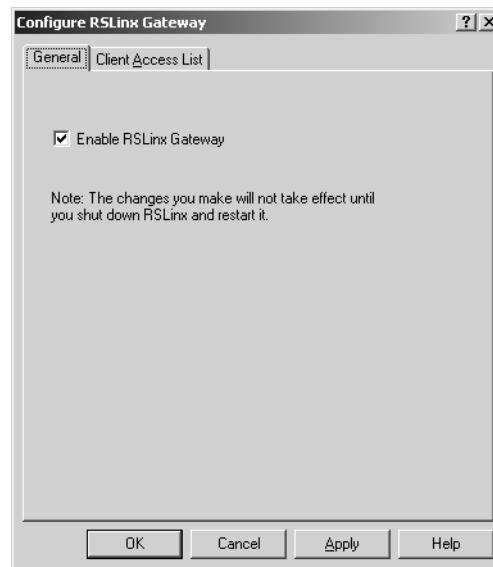 Configure RSLinx Gateway
General
Client Access List
Enable RSLinx Gateway
Note: The changes you make will not take effect until
you shut down RSLinx and restart it.
OK
Cancel
Apply
Help